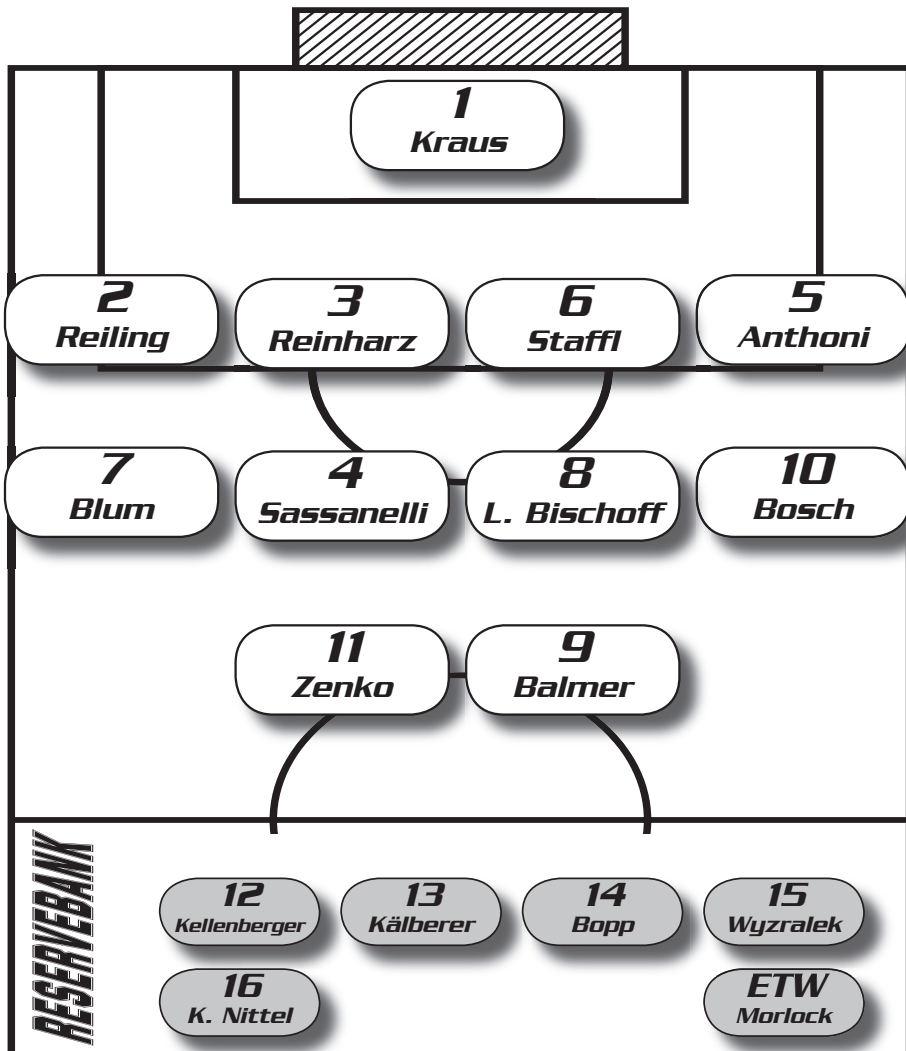 1
Kraus
2
Reiling
3
Reinharz
6
Staffl
5
Anthoni
7
Blum
4
Sassanelli
8
L. Bischoff
10
Bosch
11
Zenko
9
Balmer
RESERVEBANK
12
Kellenberger
13
Kälberer
14
Bopp
15
Wyzralek
16
K. Nittel
ETW
Morlock